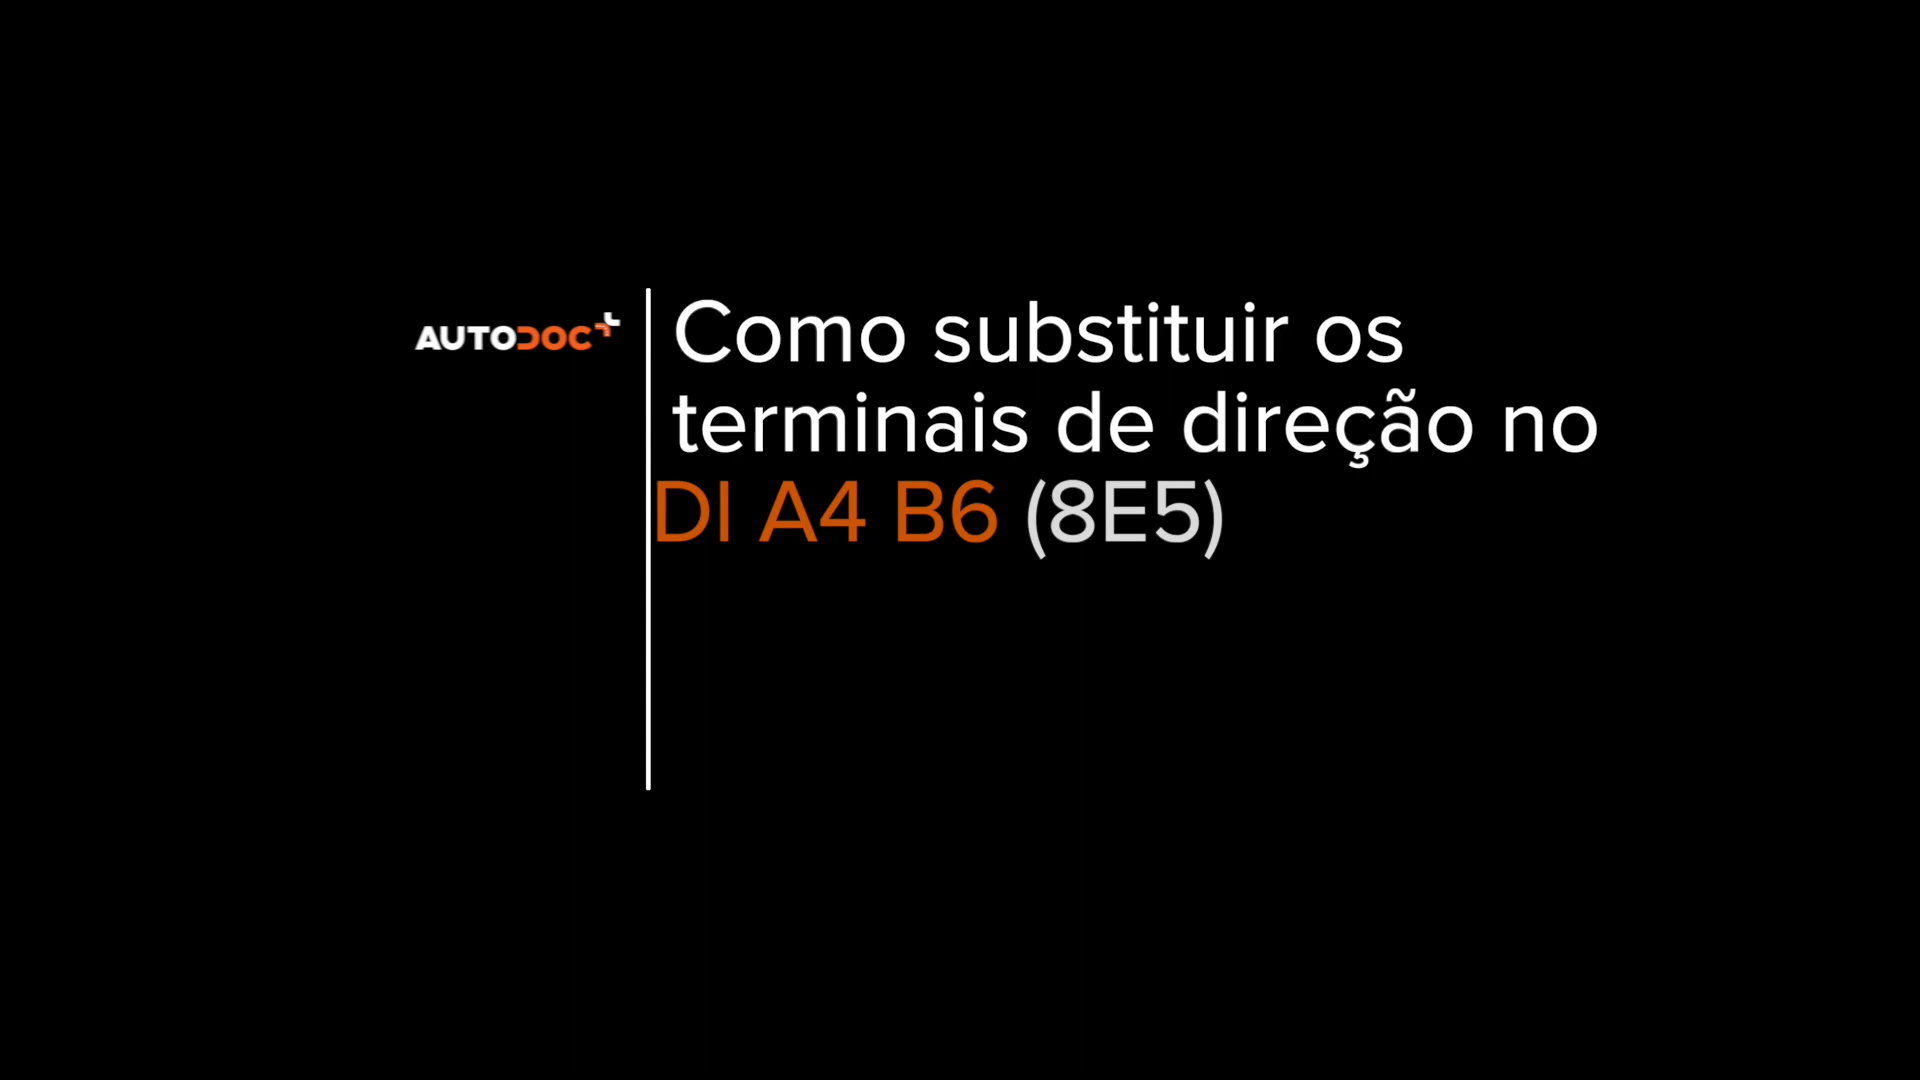 AUTODOC
Como substituir os
terminais de direção no
DI A4 B6 (8E5)